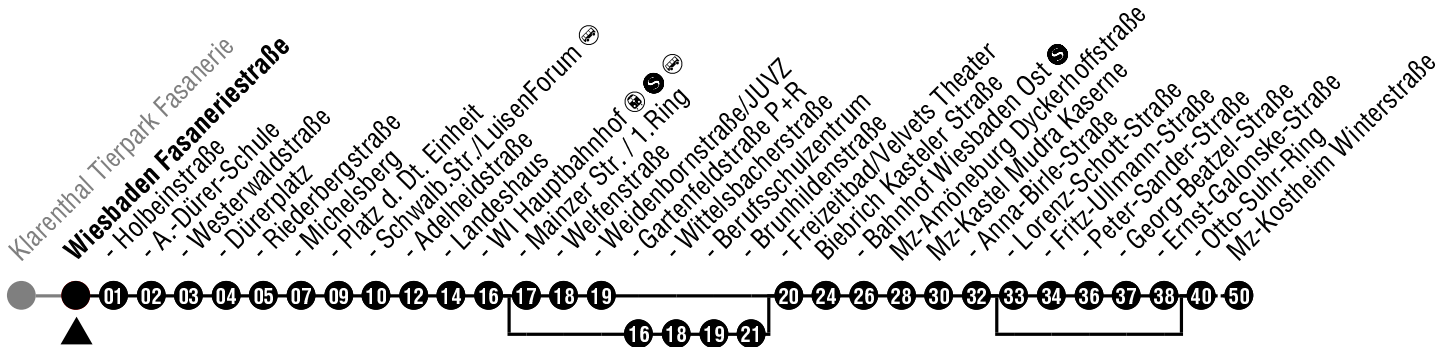 Klarenthal Tierpark Fasanerie
Wiesbaden Fasaneriestraße
- Holbeinstraße
- A.-Dürer-Schule
- Westerwaldstraße
- Dürerplatz
- Riederbergstraße
- Michelsberg
- Platz d. Dt. Einheit
- Schwalb.Str./LuisenForum
- Adelheidstraße
- Landeshaus
- WI Hauptbahnhof S
- Mainzer Str. / 1.Ring
- Welfenstraße
- Weidenbornstraße/JUVZ
- Gartenfeldstraße P+R
- Wittelsbacherstraße
- Berufsschulzentrum
- Brunhildenstraße
- Freizeitbad/Velvets Theater
Biebrich Kasteler Straße
- Bahnhof Wiesbaden Ost S
Mz-Amöneburg Dyckerhoffstraße
Mz-Kastel Mudra Kaserne
- Anna-Birle-Straße
- Lorenz-Schott-Straße
- Fritz-Ullmann-Straße
- Peter-Sander-Straße
- Georg-Beatzel-Straße
- Ernst-Galonske-Straße
- Otto-Suhr-Ring
Mz-Kostheim Winterstraße
01 02 03 04 05 07 09 10 12 14 16 17 18 19 20 24 26 28 30 32 33 34 36 37 38 40 50
16 18 19 21